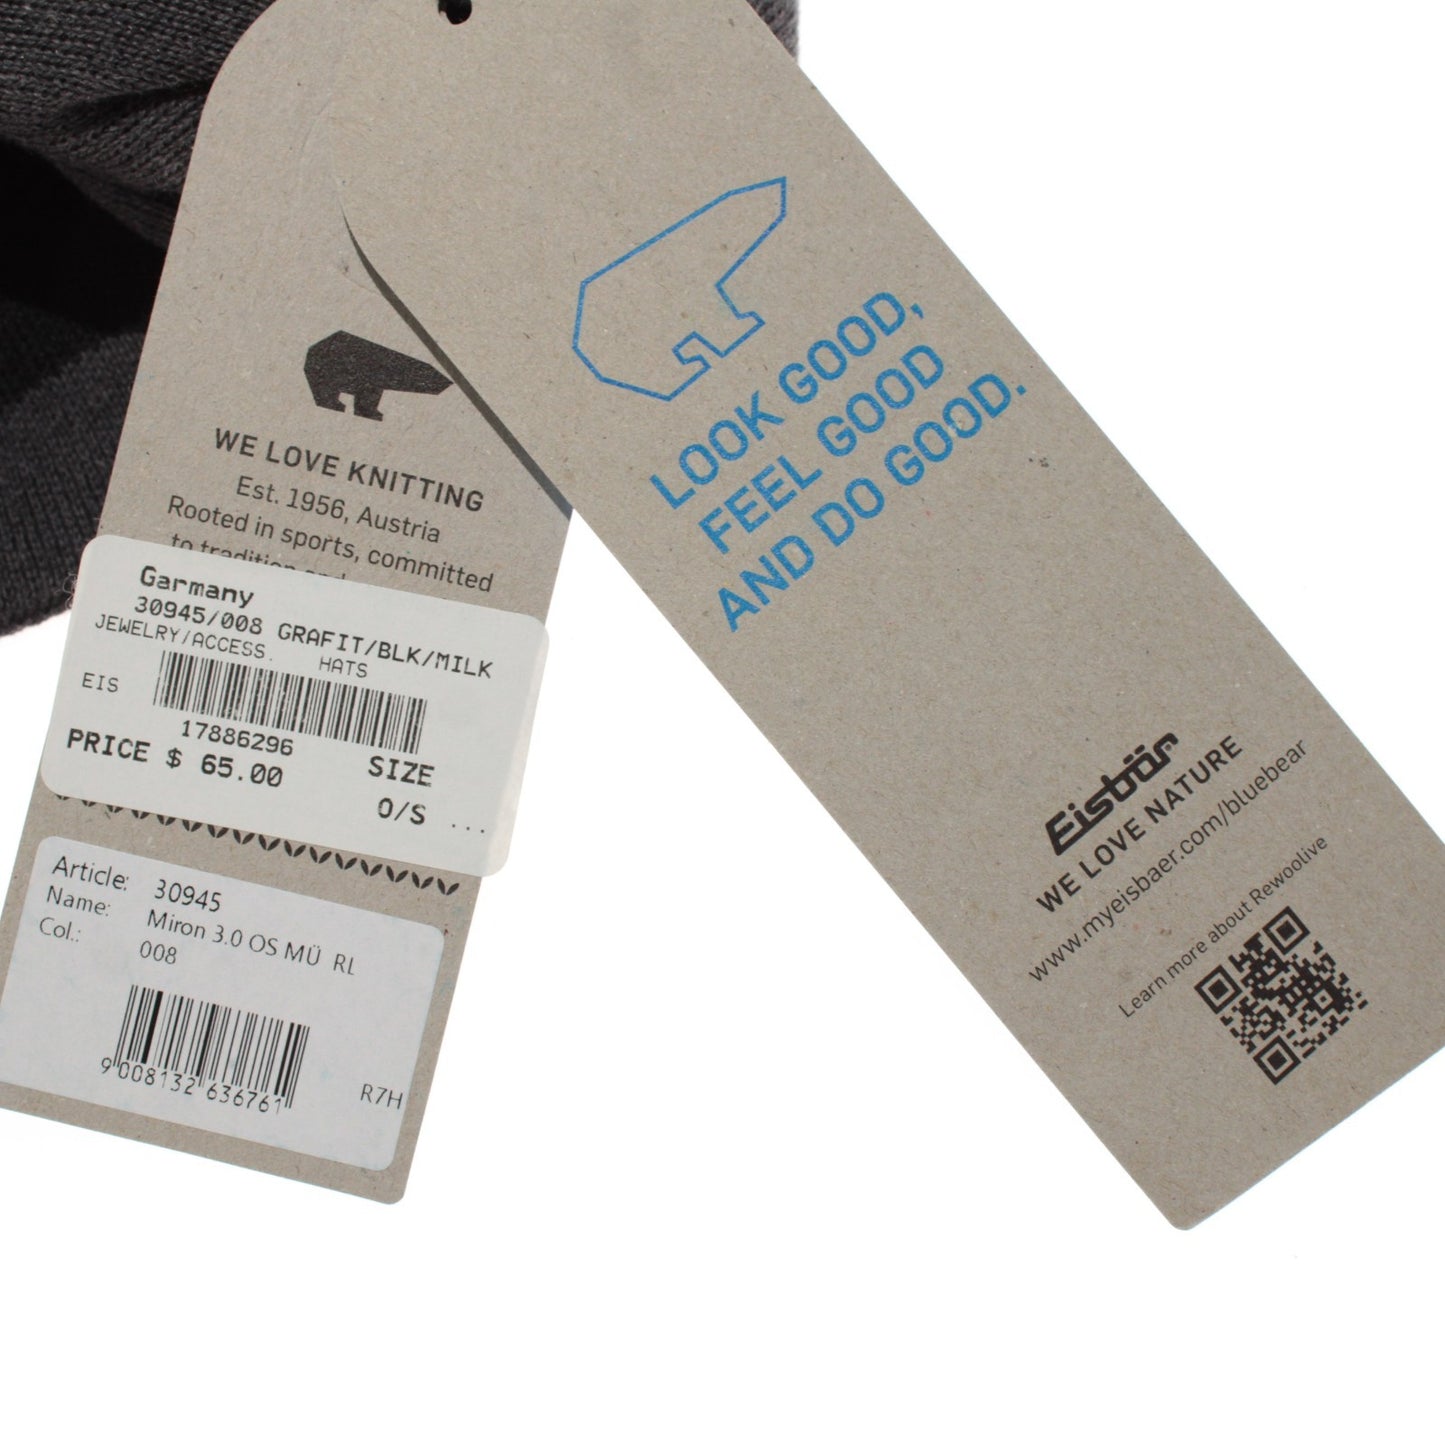 WE LOVE KNITTING
Est. 1956, Austria
Rooted in sports, committed
to tradition and
Garmany
30945/008 GRAFIT/BLK/MILK
JEWELRY/ACCESS. HATS
EIS
17886296
PRICE $ 65.00
SIZE
O/S ...
Article: 30945
Name: Miron 3.0 OS MÜ RL
Col.: 008
9 008132 636761
R7H
LOOK GOOD,
FEEL GOOD
AND DO GOOD.
Eisbär
WE LOVE NATURE
www.myeisbaer.com/bluebear
Learn more about Rewoolive